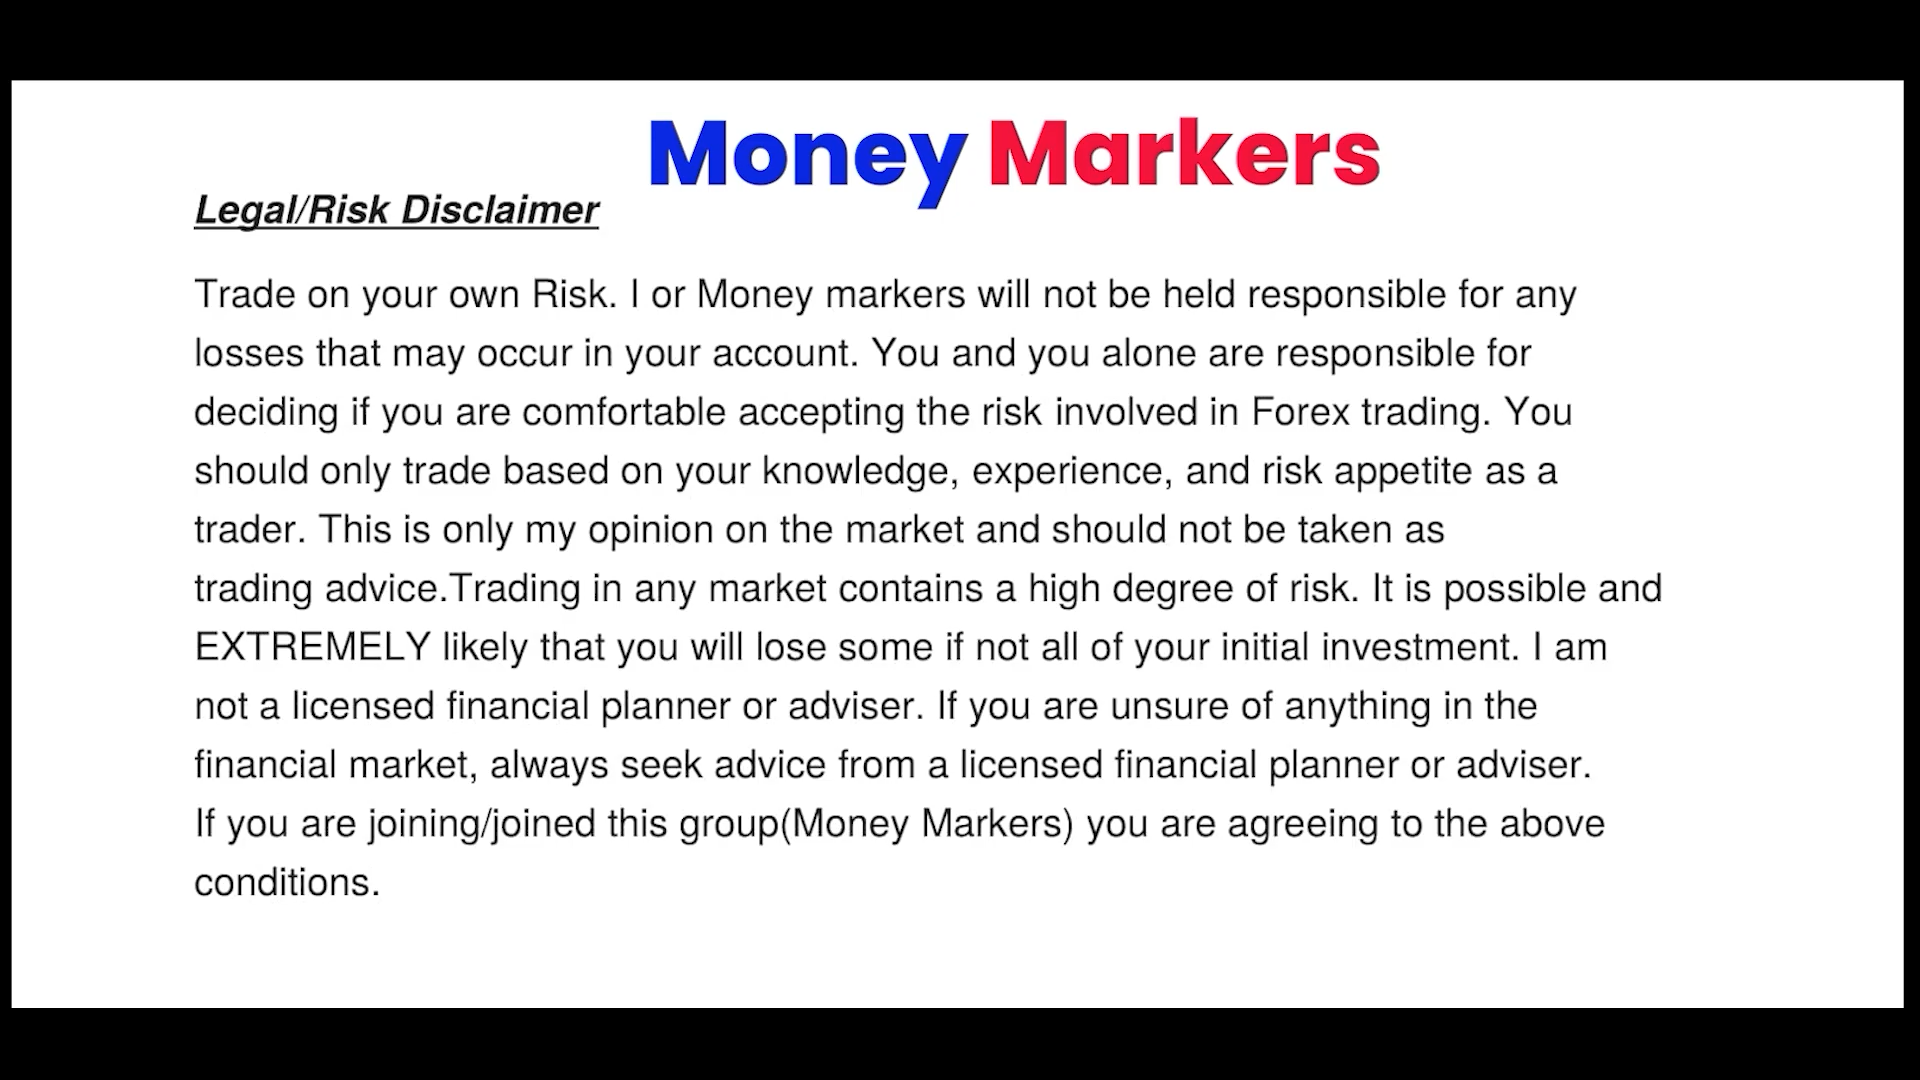 Money Markers
Legal/Risk Disclaimer
Trade on your own Risk. I or Money markers will not be held responsible for any
losses that may occur in your account. You and you alone are responsible for
deciding if you are comfortable accepting the risk involved in Forex trading. You
should only trade based on your knowledge, experience, and risk appetite as a
trader. This is only my opinion on the market and should not be taken as
trading advice.Trading in any market contains a high degree of risk. It is possible and
EXTREMELY likely that you will lose some if not all of your initial investment. I am
not a licensed financial planner or adviser. If you are unsure of anything in the
financial market, always seek advice from a licensed financial planner or adviser.
If you are joining/joined this group(Money Markers) you are agreeing to the above
conditions.